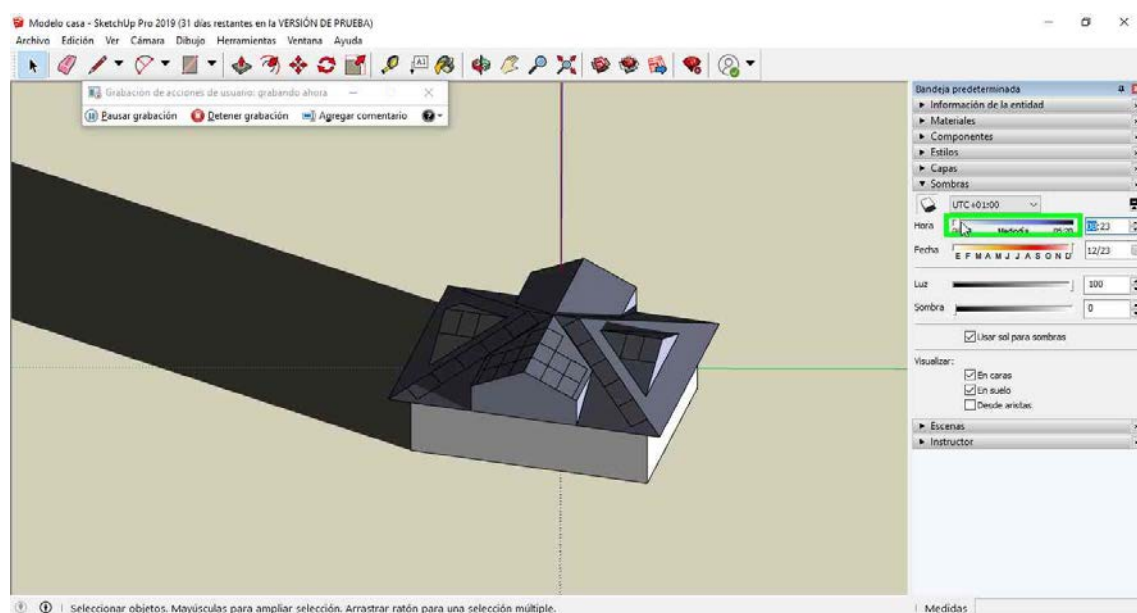 Modelo casa - SketchUp Pro 2019 (31 días restantes en la VERSIÓN DE PRUEBA)
Archivo Edición Ver Cámara Dibujo Herramientas Ventana Ayuda
A1
Grabación de acciones de usuario: grabando ahora
Pausar grabación Detener grabación Agregar comentario
Bandeja predeterminada
Información de la entidad
Materiales
Componentes
Estilos
Capas
Sombras
UTC+01:00
Hora Mediodía :23
Fecha E F M A M J J A S O N D 12/23
Luz 100
Sombra 0
Usar sol para sombras
Visualizar:
En caras
En suelo
Desde aristas
Escenas
Instructor
Seleccionar objetos. Mayúsculas para ampliar selección. Arrastrar ratón para una selección múltiple.
Medidas